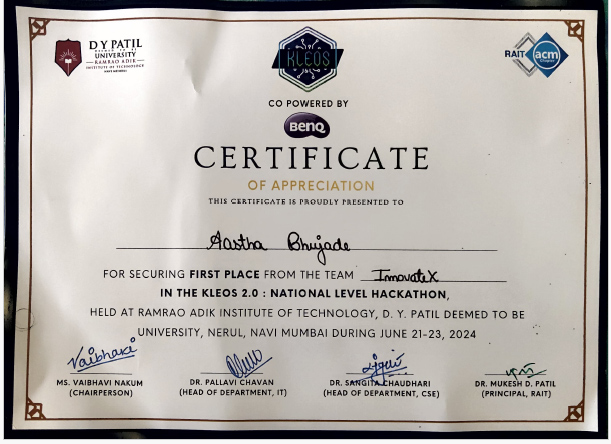 D Y PATIL
UNIVERSITY
— RAMRAO ADIK —
INSTITUTE OF TECHNOLOGY
NAVI MUMBAI
KLEOS
RAIT acm
CO POWERED BY
BenQ
CERTIFICATE
OF APPRECIATION
THIS CERTIFICATE IS PROUDLY PRESENTED TO
Aastha Bhujade
FOR SECURING FIRST PLACE FROM THE TEAM InnovateX
IN THE KLEOS 2.0 : NATIONAL LEVEL HACKATHON,
HELD AT RAMRAO ADIK INSTITUTE OF TECHNOLOGY, D. Y. PATIL DEEMED TO BE
UNIVERSITY, NERUL, NAVI MUMBAI DURING JUNE 21-23, 2024
Vaibhavi
MS. VAIBHAVI NAKUM
(CHAIRPERSON)
DR. PALLAVI CHAVAN
(HEAD OF DEPARTMENT, IT)
DR. SANGITA CHAUDHARI
(HEAD OF DEPARTMENT, CSE)
DR. MUKESH D. PATIL
(PRINCIPAL, RAIT)